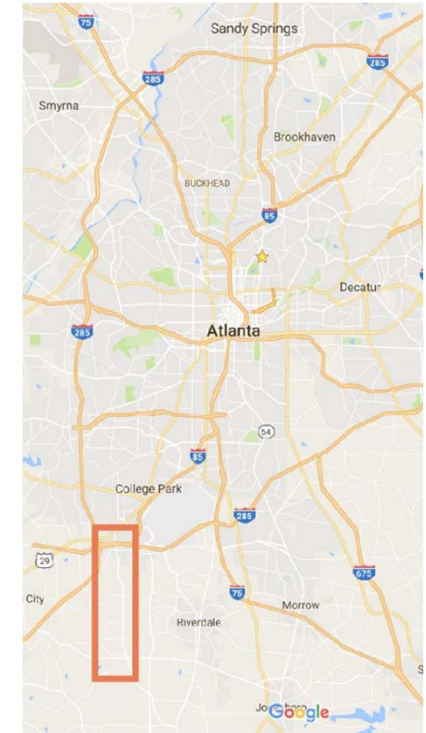 75
Sandy Springs
285
285
Smyrna
Brookhaven
BUCKHEAD
85
Decatur
Atlanta
285
54
85
College Park
285
29
675
City
75
Morrow
Riverdale
S
Google